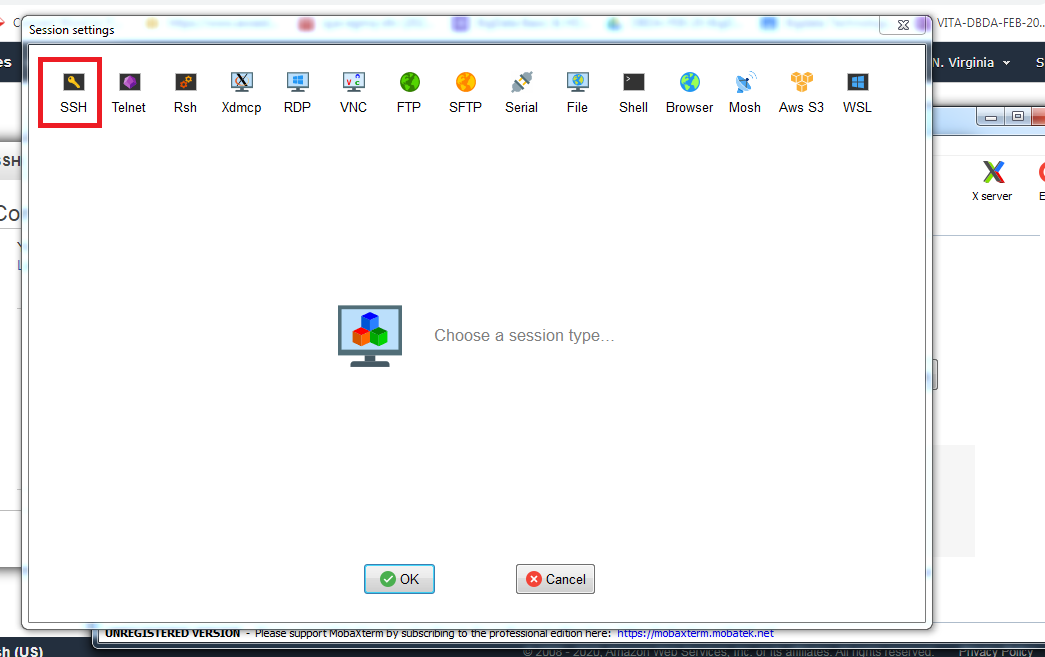 VITA-DBDA-FEB-20...
Session settings
es
N. Virginia
S
SSH
Telnet
Rsh
Xdmcp
RDP
VNC
FTP
SFTP
Serial
File
Shell
Browser
Mosh
Aws S3
WSL
SSH
X server
E
Co
Choose a session type...
OK
Cancel
UNREGISTERED VERSION - Please support MobaXterm by subscribing to the professional edition here: https://mobaxterm.mobatek.net
sh (US)
© 2008 - 2020, Amazon Web Services, Inc. or its affiliates. All rights reserved.
Privacy Policy